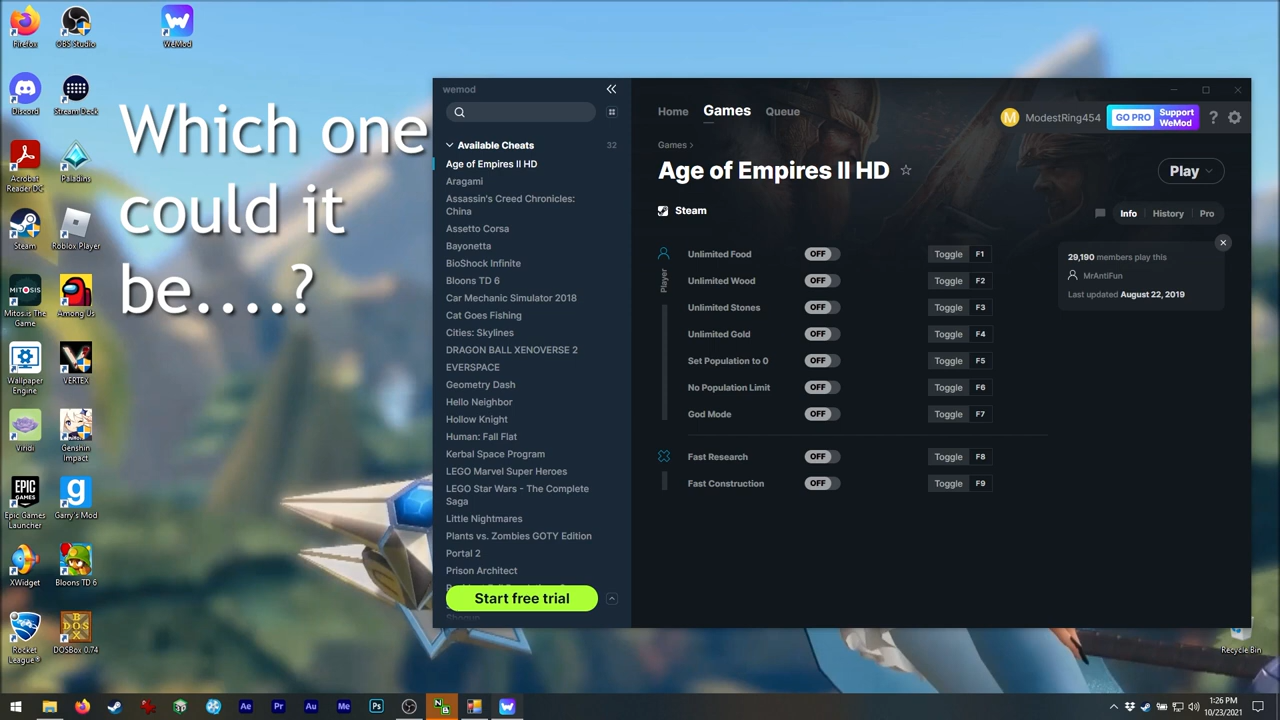 Firefox
OBS Studio
WeMod
Discord
Stream Deck
Acrobat
Reader DC
Paladins
Steam
Roblox Player
MITOSIS
Mitos.is The
Game
Among Us
Wallpaper
Engine
VERTEX
Viridi
Genshin
Impact
EPIC
GAMES
Epic Games
Launcher
Garry's Mod
XWidget
Bloons TD 6
Rocket
League®
DOS
BOX
DOSBox 0.74
Which one
could it
be....?
wemod
Available Cheats 32
Age of Empires II HD
Aragami
Assassin's Creed Chronicles:
China
Assetto Corsa
Bayonetta
BioShock Infinite
Bloons TD 6
Car Mechanic Simulator 2018
Cat Goes Fishing
Cities: Skylines
DRAGON BALL XENOVERSE 2
EVERSPACE
Geometry Dash
Hello Neighbor
Hollow Knight
Human: Fall Flat
Kerbal Space Program
LEGO Marvel Super Heroes
LEGO Star Wars - The Complete
Saga
Little Nightmares
Plants vs. Zombies GOTY Edition
Portal 2
Prison Architect
Start free trial
Home Games Queue
M ModestRing454 GO PRO Support
WeMod ?
Games >
Age of Empires II HD
Play
Steam
Info History Pro
Player
Unlimited Food OFF Toggle F1
Unlimited Wood OFF Toggle F2
Unlimited Stones OFF Toggle F3
Unlimited Gold OFF Toggle F4
Set Population to 0 OFF Toggle F5
No Population Limit OFF Toggle F6
God Mode OFF Toggle F7
Fast Research OFF Toggle F8
Fast Construction OFF Toggle F9
29,190 members play this
MrAntiFun
Last updated August 22, 2019
Recycle Bin
Ae Pr Au Me Ps N B
1:26 PM
10/23/2021